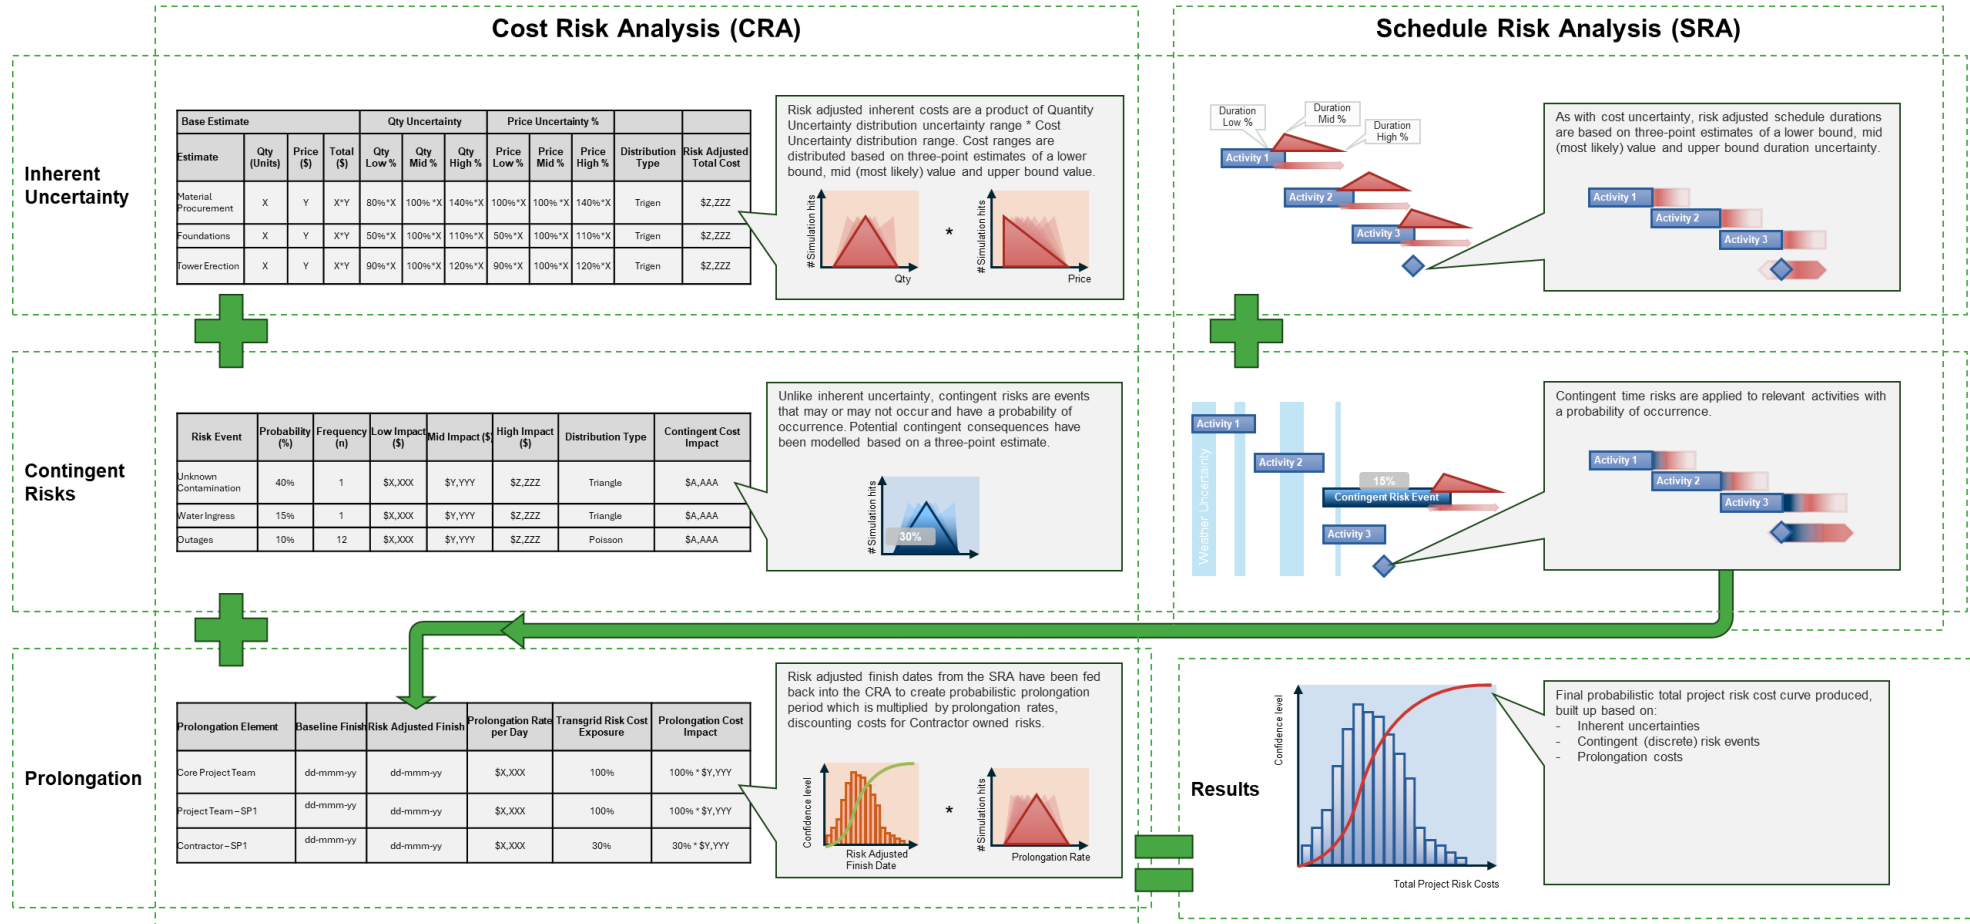 Cost Risk Analysis (CRA)
Schedule Risk Analysis (SRA)
Inherent
Uncertainty
Base Estimate
Qty Uncertainty
Price Uncertainty %
Estimate
Qty (Units)
Price ($)
Total ($)
Qty Low %
Qty Mid %
Qty High %
Price Low %
Price Mid %
Price High %
Distribution Type
Risk Adjusted Total Cost
Material Procurement X Y X*Y 80%*X 100%*X 140%*X 100%*X 100%*X 140%*X Trigen $Z,ZZZ
Foundations X Y X*Y 50%*X 100%*X 110%*X 50%*X 100%*X 110%*X Trigen $Z,ZZZ
Tower Erection X Y X*Y 90%*X 100%*X 120%*X 90%*X 100%*X 120%*X Trigen $Z,ZZZ
Risk adjusted inherent costs are a product of Quantity
Uncertainty distribution uncertainty range * Cost
Uncertainty distribution range. Cost ranges are
distributed based on three-point estimates of a lower
bound, mid (most likely) value and upper bound value.
# Simulation hits
Qty
*
# Simulation hits
Price
Duration
Low %
Duration
Mid %
Duration
High %
Activity 1
Activity 2
Activity 3
As with cost uncertainty, risk adjusted schedule durations
are based on three-point estimates of a lower bound, mid
(most likely) value and upper bound duration uncertainty.
Activity 1
Activity 2
Activity 3
Contingent
Risks
Risk Event
Probability (%)
Frequency (n)
Low Impact ($)
Mid Impact ($)
High Impact ($)
Distribution Type
Contingent Cost Impact
Unknown Contamination 40% 1 $X,XXX $Y,YYY $Z,ZZZ Triangle $A,AAA
Water Ingress 15% 1 $X,XXX $Y,YYY $Z,ZZZ Triangle $A,AAA
Outages 10% 12 $X,XXX $Y,YYY $Z,ZZZ Poisson $A,AAA
Unlike inherent uncertainty, contingent risks are events
that may or may not occur and have a probability of
occurrence. Potential contingent consequences have
been modelled based on a three-point estimate.
# Simulation hits
30%
Weather Uncertainty
Activity 1
Activity 2
15%
Contingent Risk Event
Activity 3
Contingent time risks are applied to relevant activities with
a probability of occurrence.
Activity 1
Activity 2
Activity 3
Prolongation
Prolongation Element
Baseline Finish
Risk Adjusted Finish
Prolongation Rate per Day
Transgrid Risk Cost Exposure
Prolongation Cost Impact
Core Project Team dd-mmm-yy dd-mmm-yy $X,XXX 100% 100% * $Y,YYY
Project Team – SP1 dd-mmm-yy dd-mmm-yy $X,XXX 100% 100% * $Y,YYY
Contractor – SP1 dd-mmm-yy dd-mmm-yy $X,XXX 30% 30% * $Y,YYY
Risk adjusted finish dates from the SRA have been fed
back into the CRA to create probabilistic prolongation
period which is multiplied by prolongation rates,
discounting costs for Contractor owned risks.
Confidence level
Risk Adjusted
Finish Date
*
# Simulation hits
Prolongation Rate
Results
Confidence level
Total Project Risk Costs
Final probabilistic total project risk cost curve produced,
built up based on:
- Inherent uncertainties
- Contingent (discrete) risk events
- Prolongation costs